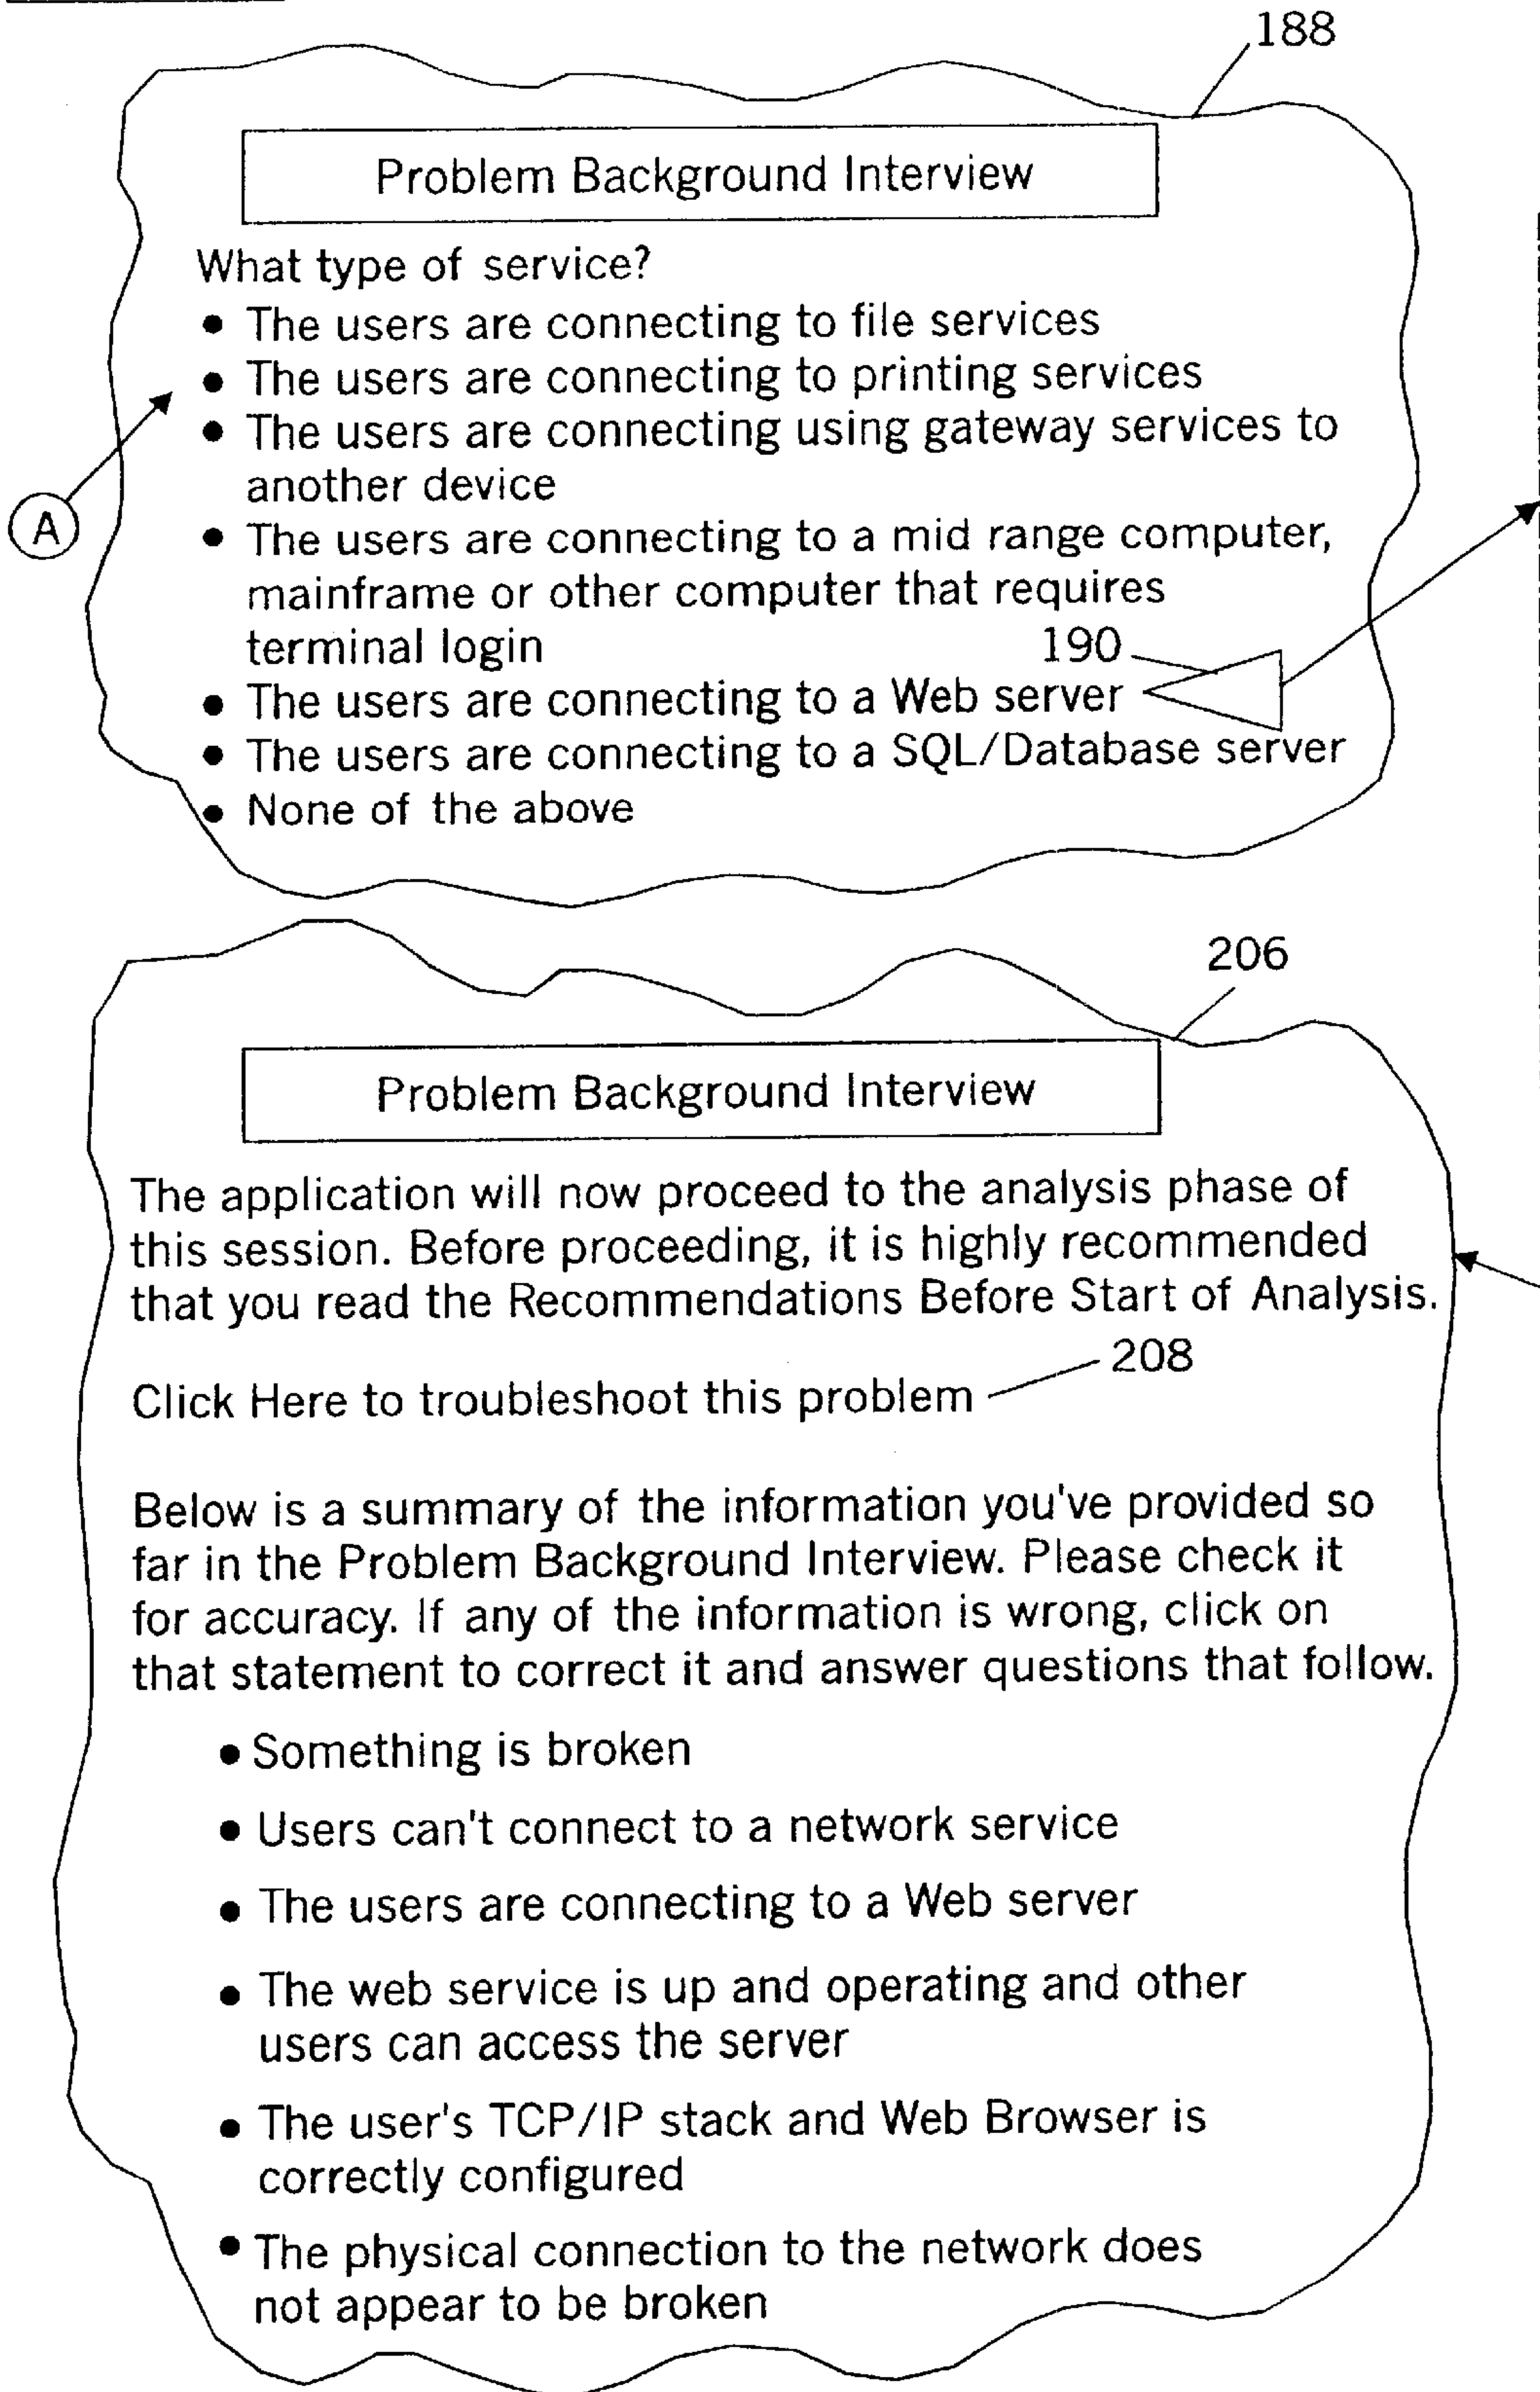 188
Problem Background Interview
What type of service?
• The users are connecting to file services
• The users are connecting to printing services
• The users are connecting using gateway services to
another device
A
• The users are connecting to a mid range computer,
mainframe or other computer that requires
terminal login
190
• The users are connecting to a Web server
• The users are connecting to a SQL/Database server
• None of the above
206
Problem Background Interview
The application will now proceed to the analysis phase of
this session. Before proceeding, it is highly recommended
that you read the Recommendations Before Start of Analysis.
208
Click Here to troubleshoot this problem
Below is a summary of the information you've provided so
far in the Problem Background Interview. Please check it
for accuracy. If any of the information is wrong, click on
that statement to correct it and answer questions that follow.
• Something is broken
• Users can't connect to a network service
• The users are connecting to a Web server
• The web service is up and operating and other
users can access the server
• The user's TCP/IP stack and Web Browser is
correctly configured
• The physical connection to the network does
not appear to be broken